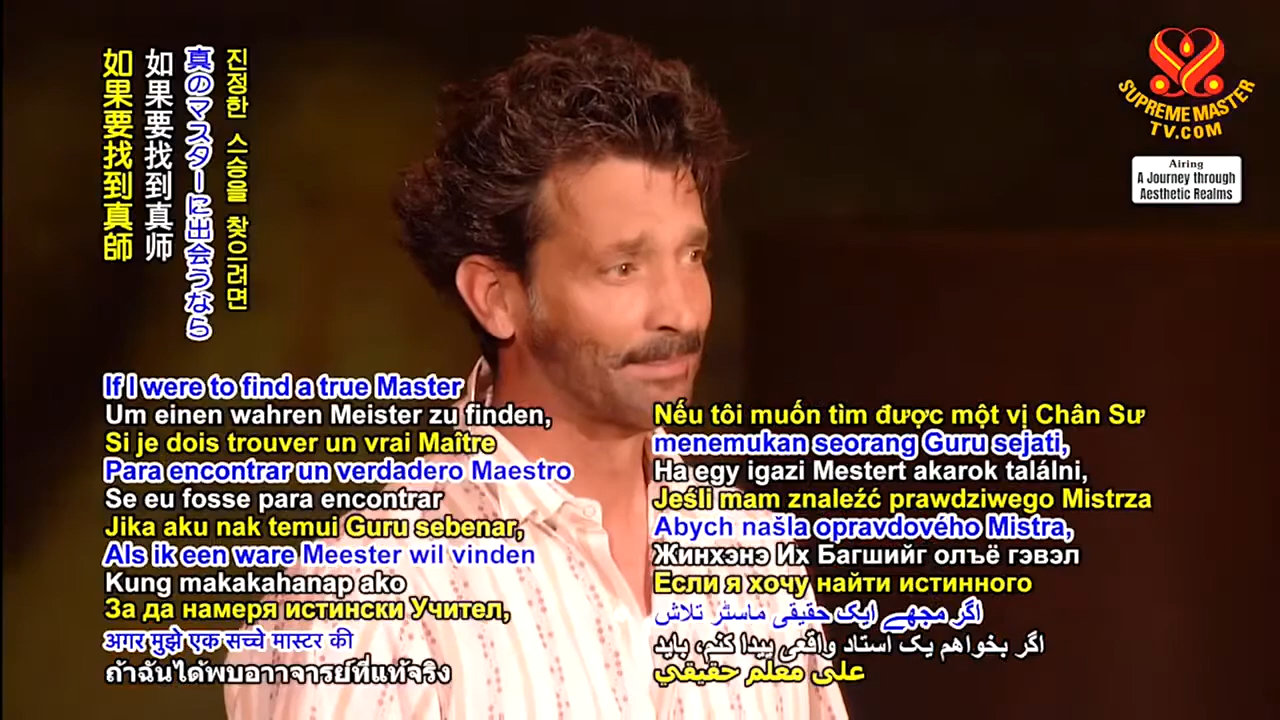 如果要找到真師
如果要找到真师
真のマスターに出会うなら
진정한 스승을 찾으려면
SUPREME MASTER
TV.COM
Airing
A Journey through
Aesthetic Realms
If I were to find a true Master
Um einen wahren Meister zu finden,
Si je dois trouver un vrai Maître
Para encontrar un verdadero Maestro
Se eu fosse para encontrar
Jika aku nak temui Guru sebenar,
Als ik een ware Meester wil vinden
Kung makakahanap ako
За да намеря истински Учител,
अगर मुझे एक सच्चे मास्टर की
ถ้าฉันได้พบอาาจารย์ที่แท้จริง
Nếu tôi muốn tìm được một vị Chân Sư
menemukan seorang Guru sejati,
Ha egy igazi Mestert akarok találni,
Jeśli mam znaleźć prawdziwego Mistrza
Abych našla opravdového Mistra,
Жинхэнэ Их Багшийг олъё гэвэл
Если я хочу найти истинного
اگر مجھے ایک حقیقی ماسٹر تلاش
اگر بخواهم یک استاد واقعی پیدا کنم، باید
على معلم حقيقي